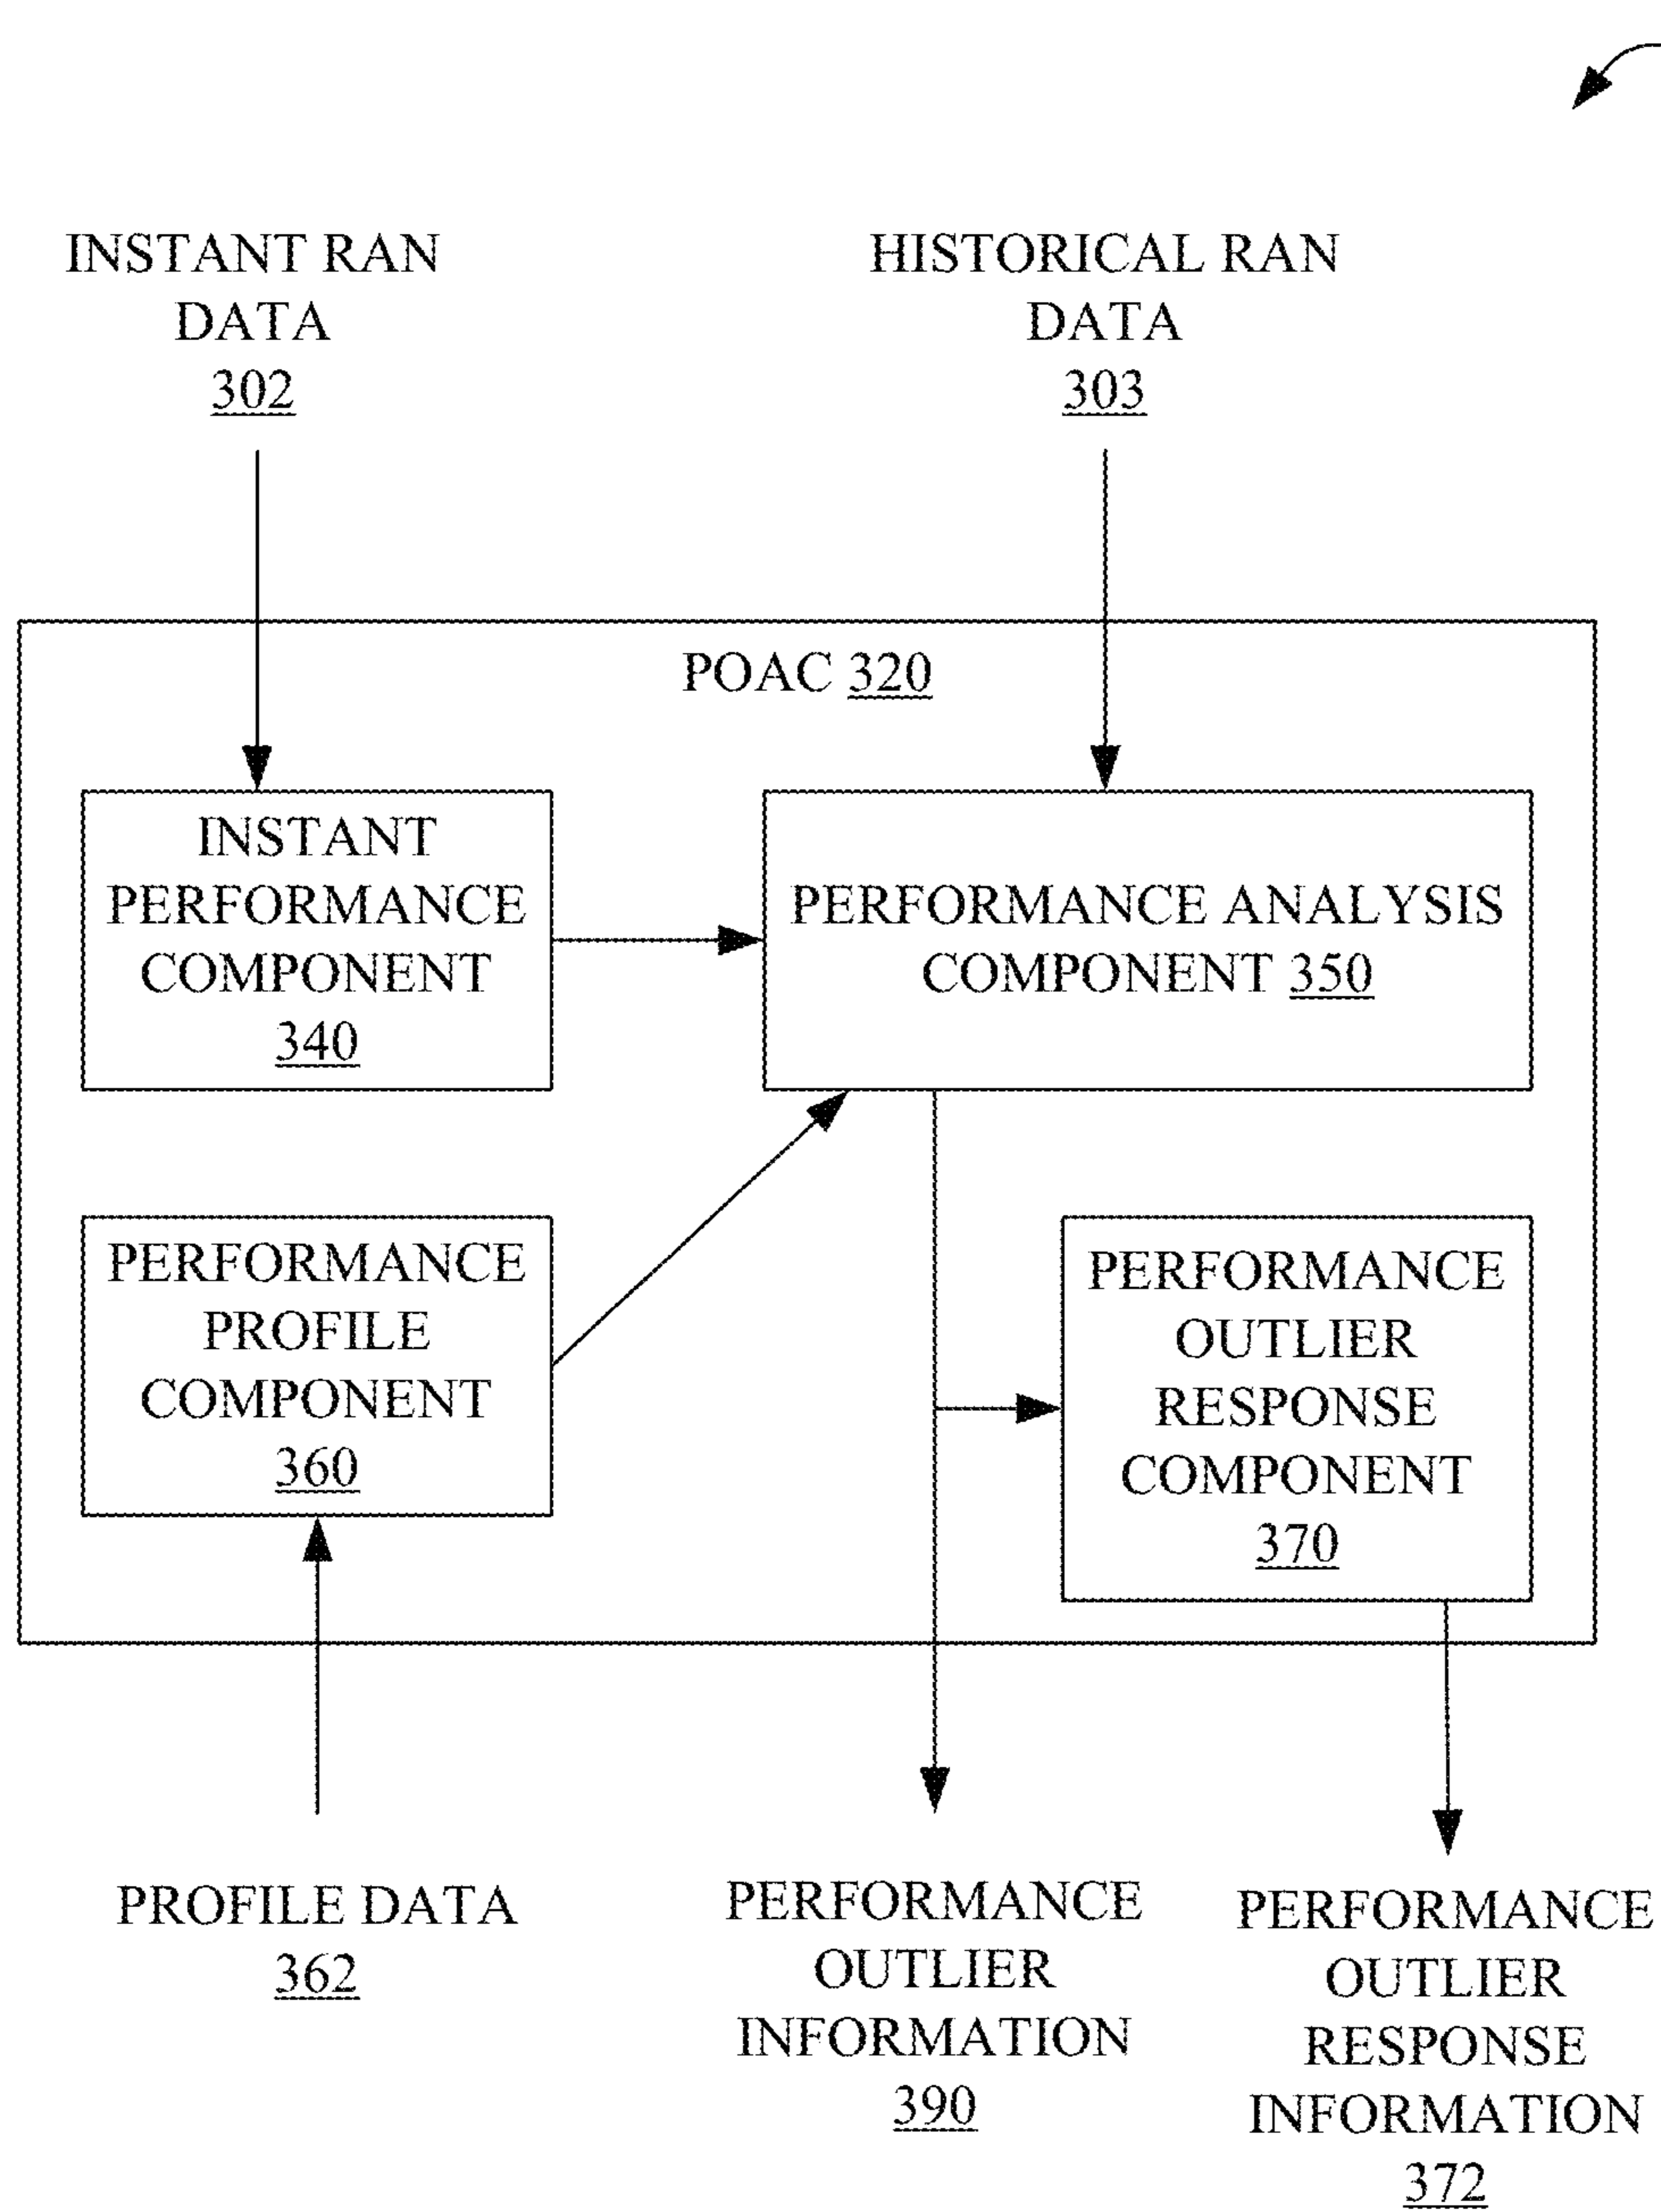 INSTANT RAN
DATA
302
HISTORICAL RAN
DATA
303
POAC 320
INSTANT
PERFORMANCE
COMPONENT
340
PERFORMANCE ANALYSIS
COMPONENT 350
PERFORMANCE
PROFILE
COMPONENT
360
PERFORMANCE
OUTLIER
RESPONSE
COMPONENT
370
PROFILE DATA
362
PERFORMANCE
OUTLIER
INFORMATION
390
PERFORMANCE
OUTLIER
RESPONSE
INFORMATION
372